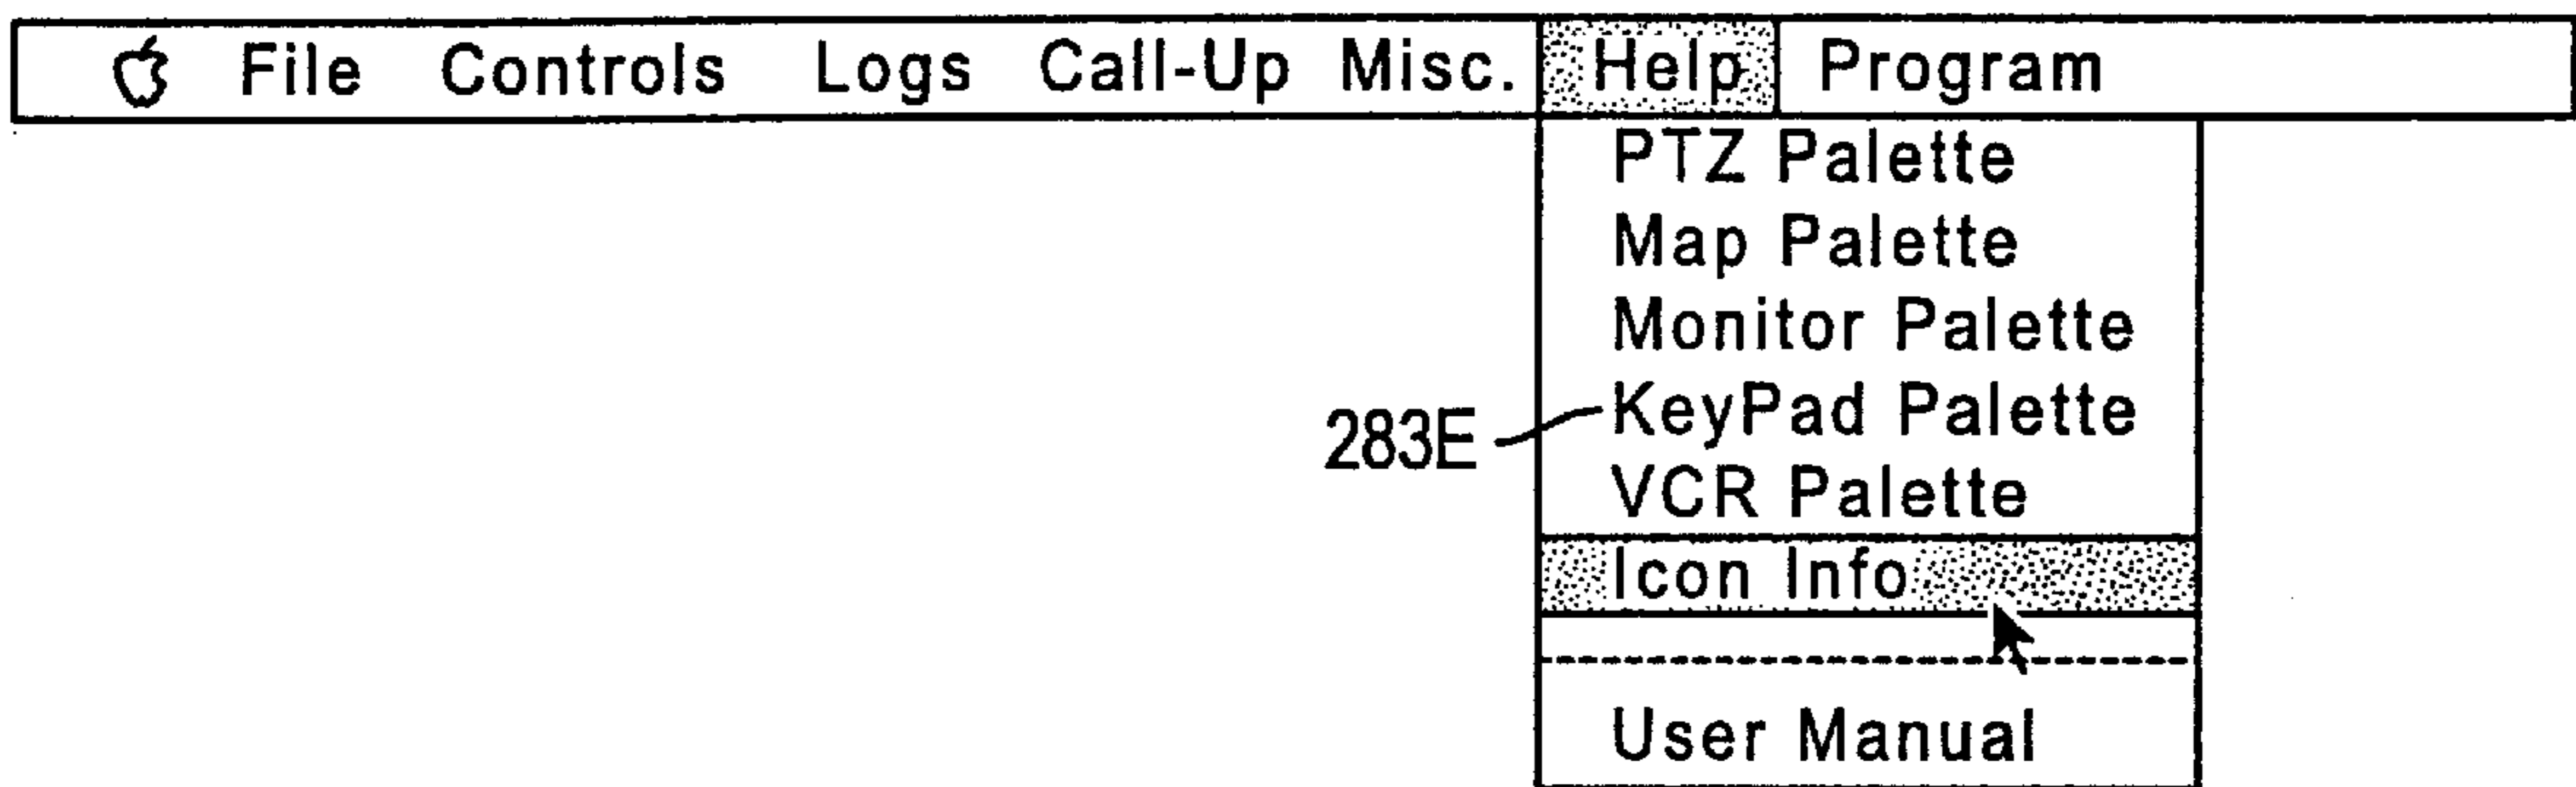 File Controls Logs Call-Up Misc. Help Program
PTZ Palette
Map Palette
Monitor Palette
283E KeyPad Palette
VCR Palette
Icon Info
User Manual